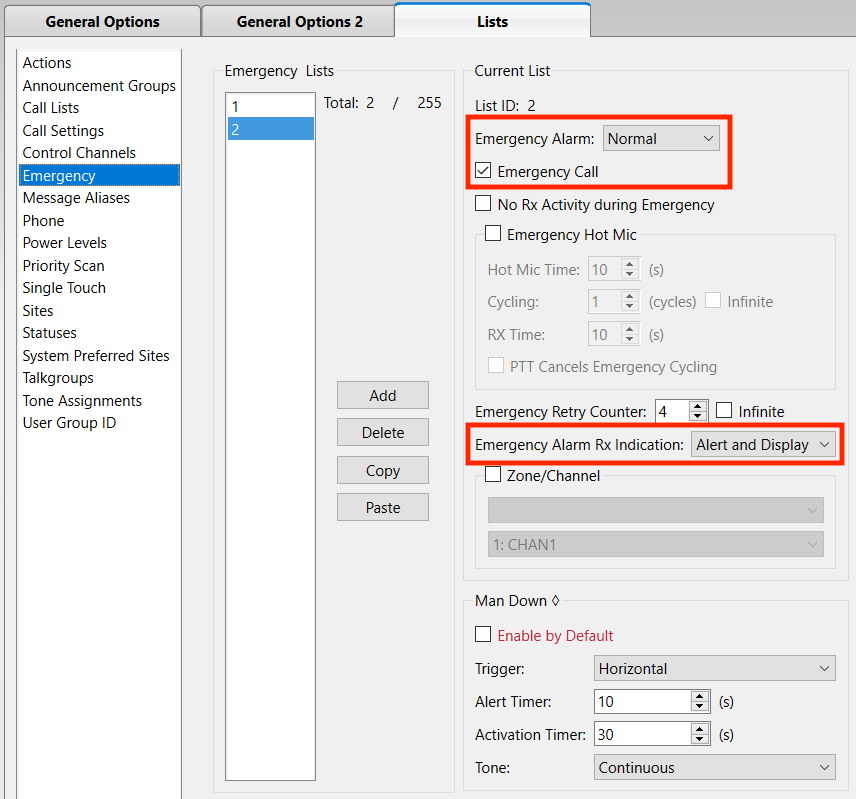 General Options
General Options 2
Lists
Actions
Announcement Groups
Call Lists
Call Settings
Control Channels
Emergency
Message Aliases
Phone
Power Levels
Priority Scan
Single Touch
Sites
Statuses
System Preferred Sites
Talkgroups
Tone Assignments
User Group ID
Emergency Lists
1
2
Total: 2 / 255
Add
Delete
Copy
Paste
Current List
List ID: 2
Emergency Alarm: Normal
Emergency Call
No Rx Activity during Emergency
Emergency Hot Mic
Hot Mic Time: 10 (s)
Cycling: 1 (cycles) Infinite
RX Time: 10 (s)
PTT Cancels Emergency Cycling
Emergency Retry Counter: 4 Infinite
Emergency Alarm Rx Indication: Alert and Display
Zone/Channel
1: CHAN1
Man Down ◊
Enable by Default
Trigger: Horizontal
Alert Timer: 10 (s)
Activation Timer: 30 (s)
Tone: Continuous